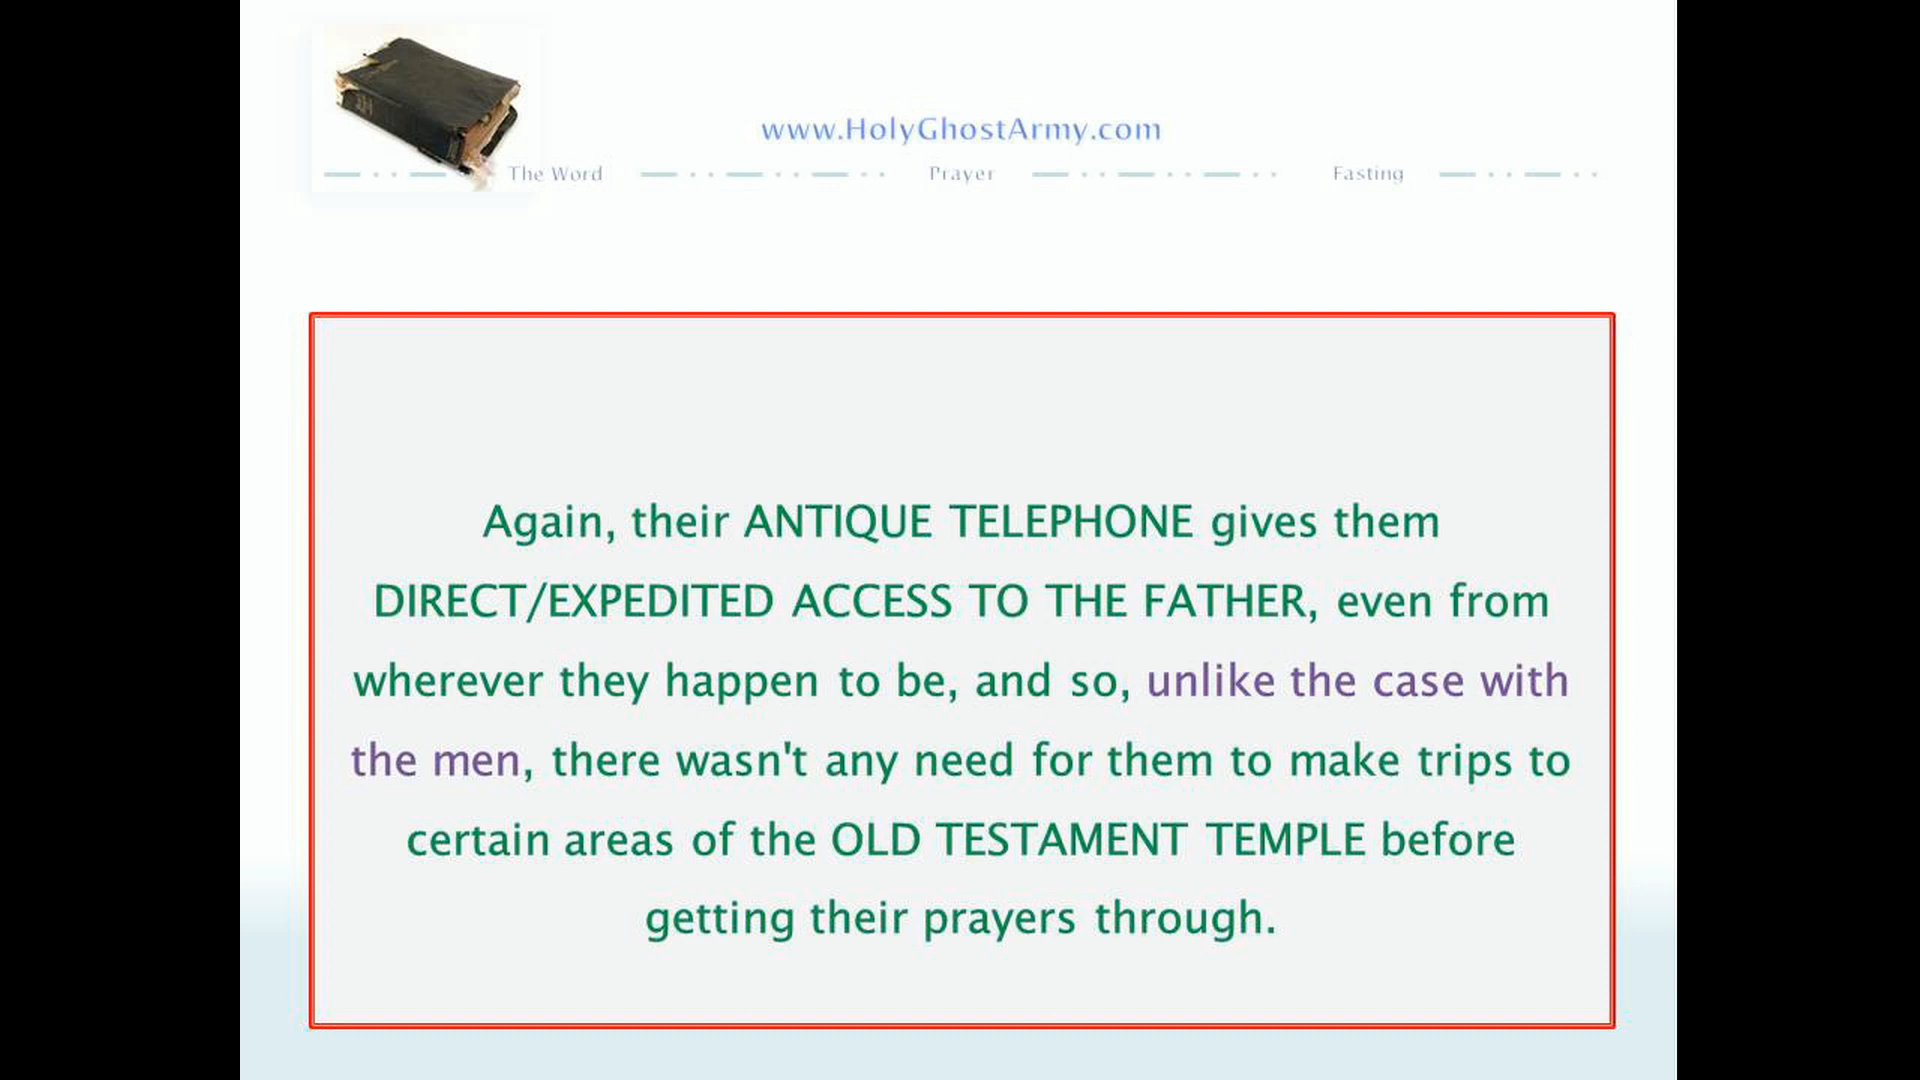 www.HolyGhostArmy.com
The Word Prayer Fasting
Again, their ANTIQUE TELEPHONE gives them
DIRECT/EXPEDITED ACCESS TO THE FATHER, even from
wherever they happen to be, and so, unlike the case with
the men, there wasn't any need for them to make trips to
certain areas of the OLD TESTAMENT TEMPLE before
getting their prayers through.